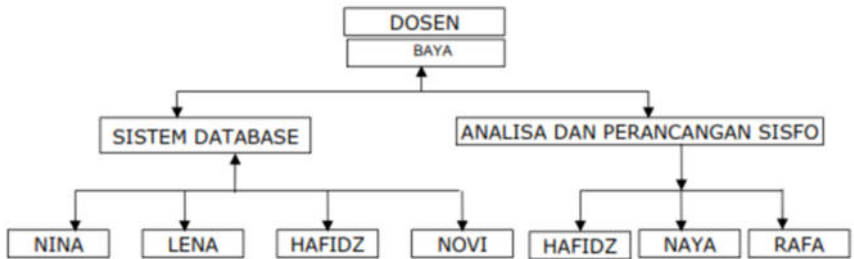 DOSEN
BAYA
SISTEM DATABASE
ANALISA DAN PERANCANGAN SISFO
NINA
LENA
HAFIDZ
NOVI
HAFIDZ
NAYA
RAFA